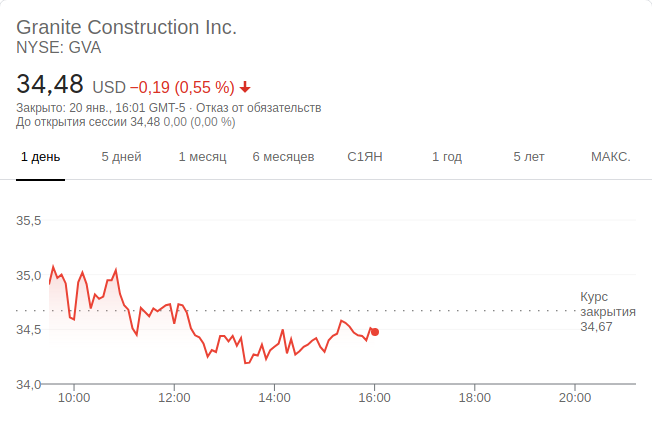 Granite Construction Inc.
NYSE: GVA
34,48 USD −0,19 (0,55 %)
Закрыто: 20 янв., 16:01 GMT-5 · Отказ от обязательств
До открытия сессии 34,48 0,00 (0,00 %)
1 день 5 дней 1 месяц 6 месяцев С1ЯН 1 год 5 лет МАКС.
35,5
35,0
Курс
закрытия
34,67
34,5
34,0
10:00 12:00 14:00 16:00 18:00 20:00